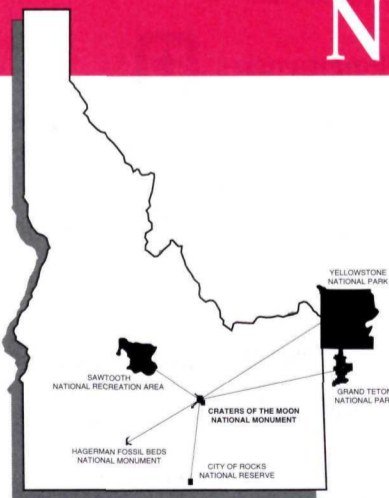 N
YELLOWSTONE
NATIONAL PARK
SAWTOOTH
NATIONAL RECREATION AREA
GRAND TETON
NATIONAL PARK
CRATERS OF THE MOON
NATIONAL MONUMENT
HAGERMAN FOSSIL BEDS
NATIONAL MONUMENT
CITY OF ROCKS
NATIONAL RESERVE